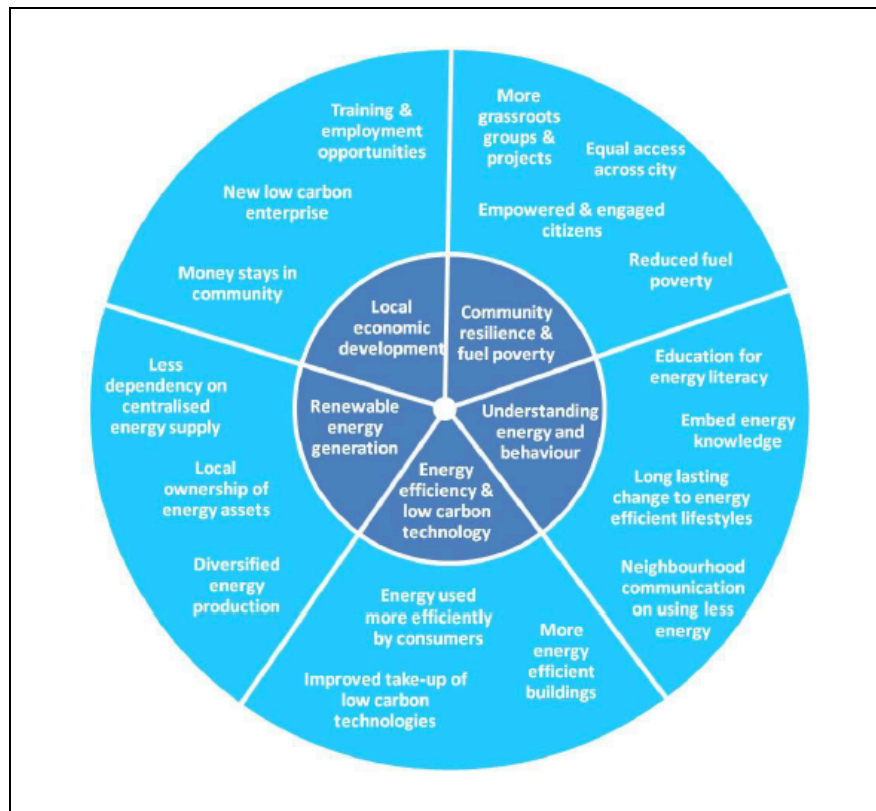 Training &
employment
opportunities
New low carbon
enterprise
Money stays in
community
Local
economic
development
More
grassroots
groups &
projects
Equal access
across city
Empowered & engaged
citizens
Reduced fuel
poverty
Community
resilience &
fuel poverty
Education for
energy literacy
Embed energy
knowledge
Long lasting
change to energy
efficient lifestyles
Neighbourhood
communication
on using less
energy
Understanding
energy and
behaviour
Energy
efficiency &
low carbon
technology
Energy used
more efficiently
by consumers
More
energy
efficient
buildings
Improved take-up of
low carbon
technologies
Renewable
energy
generation
Less
dependency on
centralised
energy supply
Local
ownership of
energy assets
Diversified
energy
production